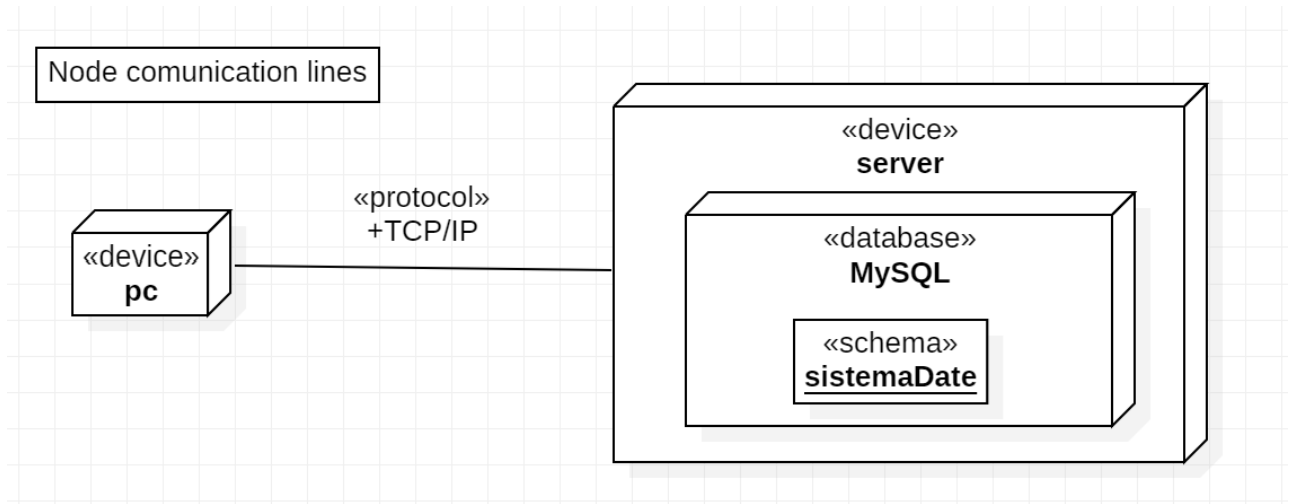 Node comunication lines
«device»
pc
«protocol»
+TCP/IP
«device»
server
«database»
MySQL
«schema»
sistemaDate